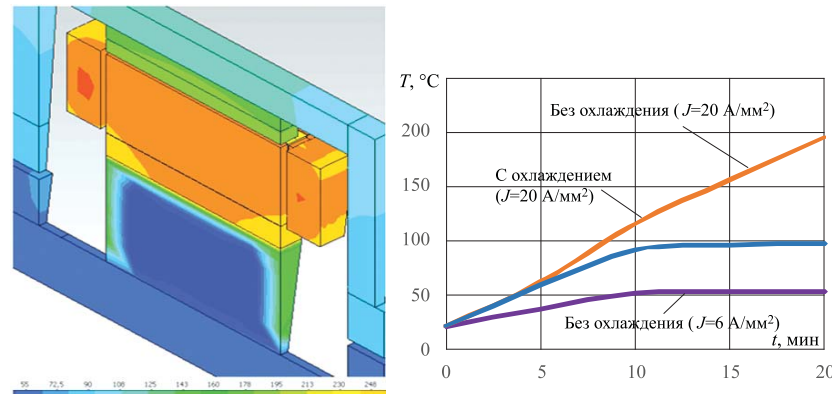 T, °C
200
150
100
50
0
Без охлаждения (J=20 А/мм²)
С охлаждением
(J=20 А/мм²)
Без охлаждения (J=6 А/мм²)
t, мин
0 5 10 15 20
55 72,5 90 108 125 143 160 178 195 213 230 248